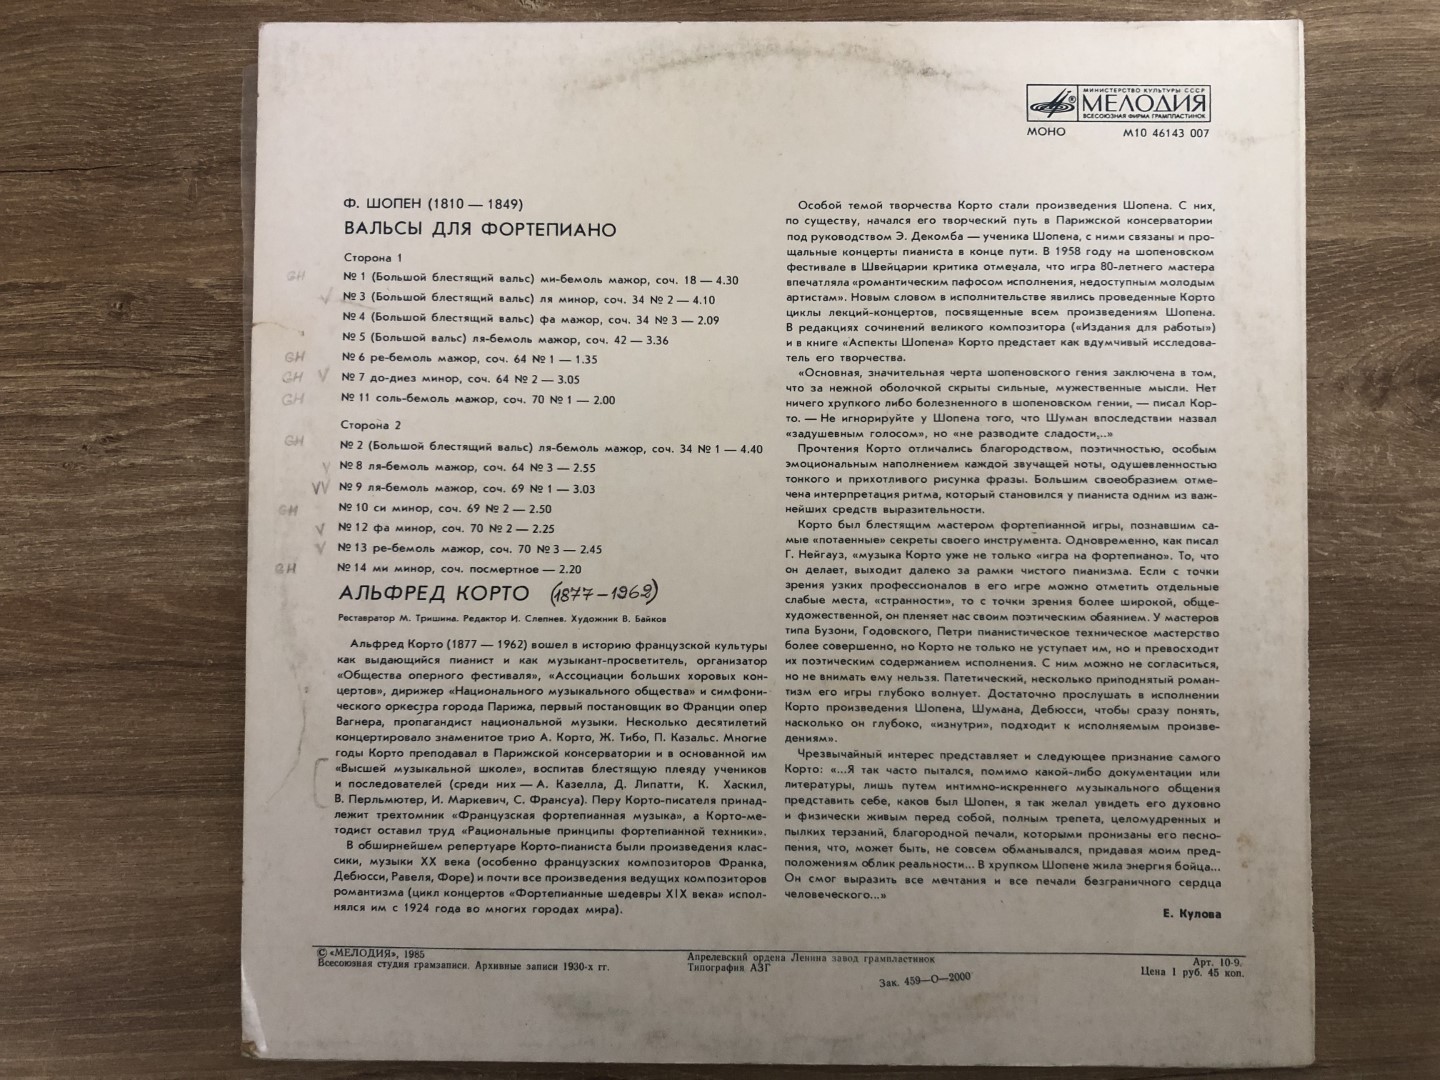 МИНИСТЕРСТВО КУЛЬТУРЫ СССР
МЕЛОДИЯ
ВСЕСОЮЗНАЯ ФИРМА ГРАМПЛАСТИНОК
МОНО М10 46143 007
Ф. ШОПЕН (1810 — 1849)
ВАЛЬСЫ ДЛЯ ФОРТЕПИАНО
Сторона 1
GH № 1 (Большой блестящий вальс) ми-бемоль мажор, соч. 18 — 4.30
V № 3 (Большой блестящий вальс) ля минор, соч. 34 № 2 — 4.10
№ 4 (Большой блестящий вальс) фа мажор, соч. 34 № 3 — 2.09
№ 5 (Большой вальс) ля-бемоль мажор, соч. 42 — 3.36
GH № 6 ре-бемоль мажор, соч. 64 № 1 — 1.35
GH V № 7 до-диез минор, соч. 64 № 2 — 3.05
GH № 11 соль-бемоль мажор, соч. 70 № 1 — 2.00
Сторона 2
GH № 2 (Большой блестящий вальс) ля-бемоль мажор, соч. 34 № 1 — 4.40
V № 8 ля-бемоль мажор, соч. 64 № 3 — 2.55
VV № 9 ля-бемоль мажор, соч. 69 № 1 — 3.03
GH № 10 си минор, соч. 69 № 2 — 2.50
V № 12 фа минор, соч. 70 № 2 — 2.25
V № 13 ре-бемоль мажор, соч. 70 № 3 — 2.45
GH № 14 ми минор, соч. посмертное — 2.20
АЛЬФРЕД КОРТО (1877 – 1962)
Реставратор М. Тришина. Редактор И. Слепнев. Художник В. Байков
Альфред Корто (1877 — 1962) вошел в историю французской культуры
как выдающийся пианист и как музыкант-просветитель, организатор
«Общества оперного фестиваля», «Ассоциации больших хоровых кон-
цертов», дирижер «Национального музыкального общества» и симфони-
ческого оркестра города Парижа, первый постановщик во Франции опер
Вагнера, пропагандист национальной музыки. Несколько десятилетий
концертировало знаменитое трио А. Корто, Ж. Тибо, П. Казальс. Многие
годы Корто преподавал в Парижской консерватории и в основанной им
«Высшей музыкальной школе», воспитав блестящую плеяду учеников
и последователей (среди них — А. Казелла, Д. Липатти, К. Хаскил,
В. Перльмютер, И. Маркевич, С. Франсуа). Перу Корто-писателя принад-
лежит трехтомник «Французская фортепианная музыка», а Корто-ме-
тодист оставил труд «Рациональные принципы фортепианной техники».
В обширнейшем репертуаре Корто-пианиста были произведения клас-
сики, музыки XX века (особенно французских композиторов Франка,
Дебюсси, Равеля, Форе) и почти все произведения ведущих композиторов
романтизма (цикл концертов «Фортепианные шедевры XIX века» испол-
нялся им с 1924 года во многих городах мира).
Особой темой творчества Корто стали произведения Шопена. С них,
по существу, начался его творческий путь в Парижской консерватории
под руководством Э. Декомба — ученика Шопена, с ними связаны и про-
щальные концерты пианиста в конце пути. В 1958 году на шопеновском
фестивале в Швейцарии критика отмечала, что игра 80-летнего мастера
впечатляла «романтическим пафосом исполнения, недоступным молодым
артистам». Новым словом в исполнительстве явились проведенные Корто
циклы лекций-концертов, посвященные всем произведениям Шопена.
В редакциях сочинений великого композитора («Издания для работы»)
и в книге «Аспекты Шопена» Корто предстает как вдумчивый исследова-
тель его творчества.
«Основная, значительная черта шопеновского гения заключена в том,
что за нежной оболочкой скрыты сильные, мужественные мысли. Нет
ничего хрупкого либо болезненного в шопеновском гении, — писал Кор-
то. — Не игнорируйте у Шопена того, что Шуман впоследствии назвал
«задушевным голосом», но «не разводите сладости,..»
Прочтения Корто отличались благородством, поэтичностью, особым
эмоциональным наполнением каждой звучащей ноты, одушевленностью
тонкого и прихотливого рисунка фразы. Большим своеобразием отме-
чена интерпретация ритма, который становился у пианиста одним из важ-
нейших средств выразительности.
Корто был блестящим мастером фортепианной игры, познавшим са-
мые «потаенные» секреты своего инструмента. Одновременно, как писал
Г. Нейгауз, «музыка Корто уже не только «игра на фортепиано». То, что
он делает, выходит далеко за рамки чистого пианизма. Если с точки
зрения узких профессионалов в его игре можно отметить отдельные
слабые места, «странности», то с точки зрения более широкой, обще-
художественной, он пленяет нас своим поэтическим обаянием. У мастеров
типа Бузони, Годовского, Петри пианистическое техническое мастерство
более совершенно, но Корто не только не уступает им, но и превосходит
их поэтическим содержанием исполнения. С ним можно не согласиться,
но не внимать ему нельзя. Патетический, несколько приподнятый роман-
тизм его игры глубоко волнует. Достаточно прослушать в исполнении
Корто произведения Шопена, Шумана, Дебюсси, чтобы сразу понять,
насколько он глубоко, «изнутри», подходит к исполняемым произве-
дениям».
Чрезвычайный интерес представляет и следующее признание самого
Корто: «...Я так часто пытался, помимо какой-либо документации или
литературы, лишь путем интимно-искреннего музыкального общения
представить себе, каков был Шопен, я так желал увидеть его духовно
и физически живым перед собой, полным трепета, целомудренных и
пылких терзаний, благородной печали, которыми пронизаны его песно-
пения, что, может быть, не совсем обманывался, придавая моим пред-
положениям облик реальности... В хрупком Шопене жила энергия бойца...
Он смог выразить все мечтания и все печали безграничного сердца
человеческого...»
Е. Кулова
© «МЕЛОДИЯ», 1985
Всесоюзная студия грамзаписи. Архивные записи 1930-х гг.
Апрелевский ордена Ленина завод грампластинок
Типография АЗГ
Зак. 459—О—2000
Арт. 10-9.
Цена 1 руб. 45 коп.